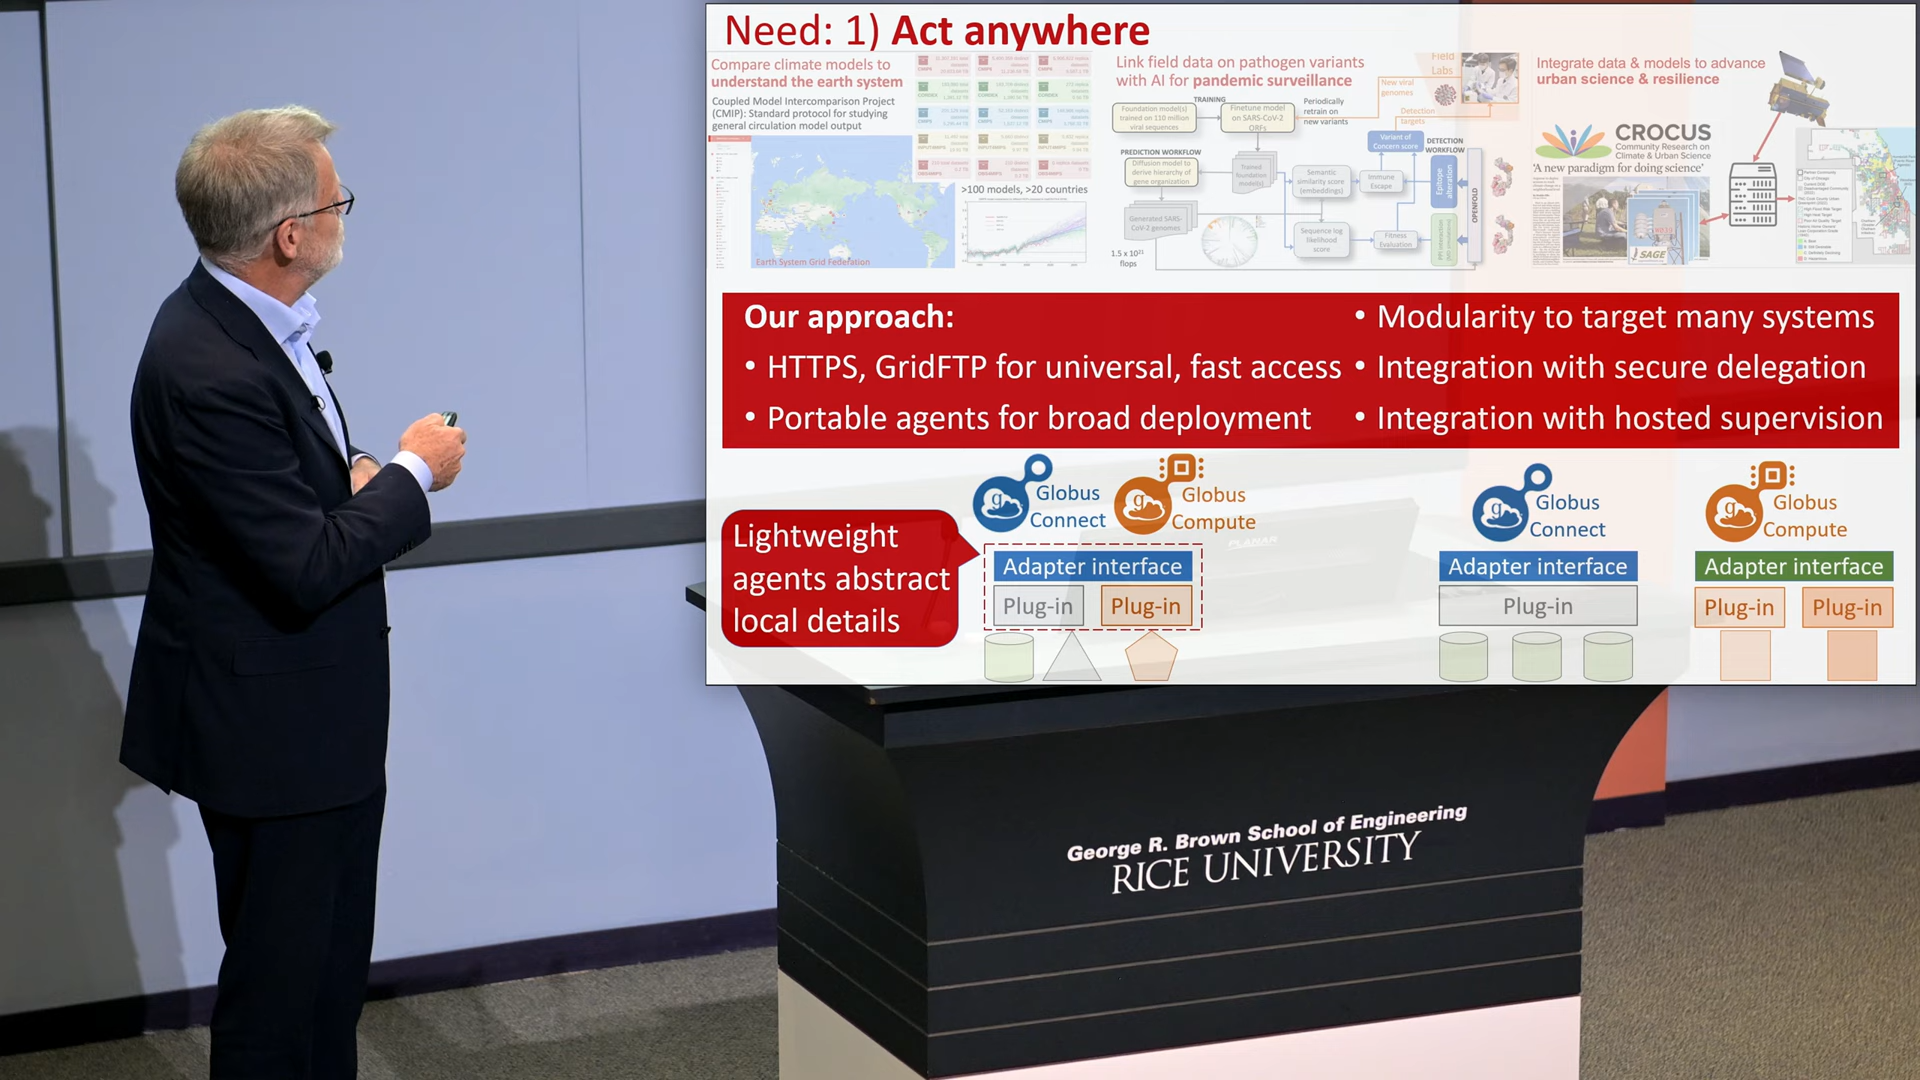 Need: 1) Act anywhere
Compare climate models to
understand the earth system
Coupled Model Intercomparison Project
(CMIP): Standard protocol for studying
general circulation model output
>100 models, >20 countries
Earth System Grid Federation
Link field data on pathogen variants
with AI for pandemic surveillance
Field
Labs
New viral
genomes
TRAINING
Foundation model(s)
trained on 110 million
viral sequences
Finetune model
on SARS-CoV-2
ORFs
Periodically
retrain on
new variants
Detection
targets
Variant of
Concern score
DETECTION
WORKFLOW
PREDICTION WORKFLOW
Diffusion model to
derive hierarchy of
gene organization
Trained
foundation
model(s)
Semantic
similarity score
(embeddings)
Immune
Escape
Epitope
alteration
OPENFOLD
Generated SARS-
CoV-2 genomes
Sequence log
likelihood
score
Fitness
Evaluation
1.5 x 10²¹
flops
Integrate data & models to advance
urban science & resilience
CROCUS
Community Research on
Climate & Urban Science
'A new paradigm for doing science'
SAGE
Our approach:
• HTTPS, GridFTP for universal, fast access
• Portable agents for broad deployment
• Modularity to target many systems
• Integration with secure delegation
• Integration with hosted supervision
Lightweight
agents abstract
local details
Globus
Connect
Globus
Compute
Adapter interface
Plug-in
Plug-in
Globus
Connect
Adapter interface
Plug-in
Globus
Compute
Adapter interface
Plug-in
Plug-in
PLANAR
George R. Brown School of Engineering
RICE UNIVERSITY